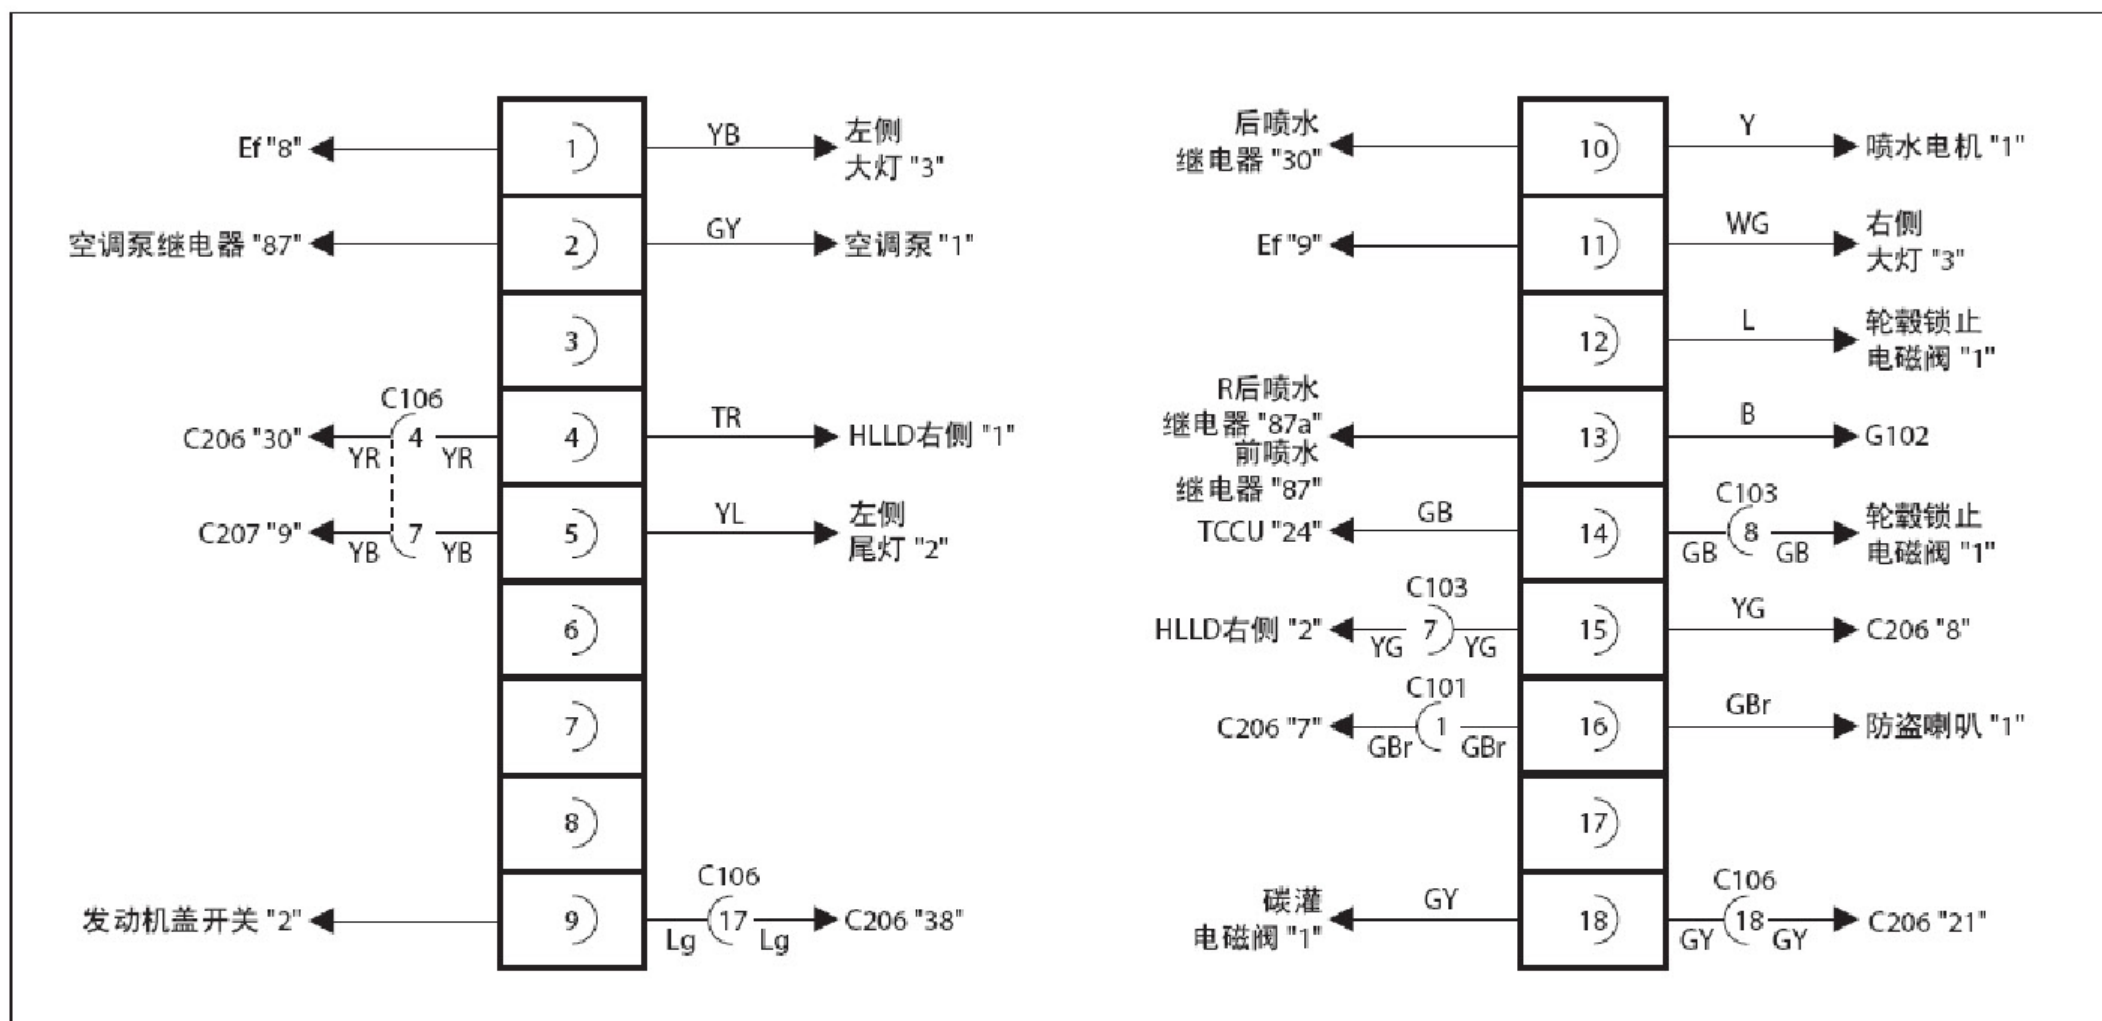 Ef "8"
1
YB
左侧
大灯 "3"
空调泵继电器 "87"
2
GY
空调泵 "1"
3
C106
C206 "30"
YR
4
YR
4
TR
HLLD右侧 "1"
C207 "9"
YB
7
YB
5
YL
左侧
尾灯 "2"
6
7
8
发动机盖开关 "2"
9
C106
Lg
17
Lg
C206 "38"
后喷水
继电器 "30"
10
Y
喷水电机 "1"
Ef "9"
11
WG
右侧
大灯 "3"
12
L
轮毂锁止
电磁阀 "1"
R后喷水
继电器 "87a"
前喷水
继电器 "87"
13
B
G102
TCCU "24"
GB
14
C103
GB
8
GB
轮毂锁止
电磁阀 "1"
HLLD右侧 "2"
C103
YG
7
YG
15
YG
C206 "8"
C206 "7"
C101
GBr
1
GBr
16
GBr
防盗喇叭 "1"
17
碳灌
电磁阀 "1"
GY
18
C106
GY
18
GY
C206 "21"